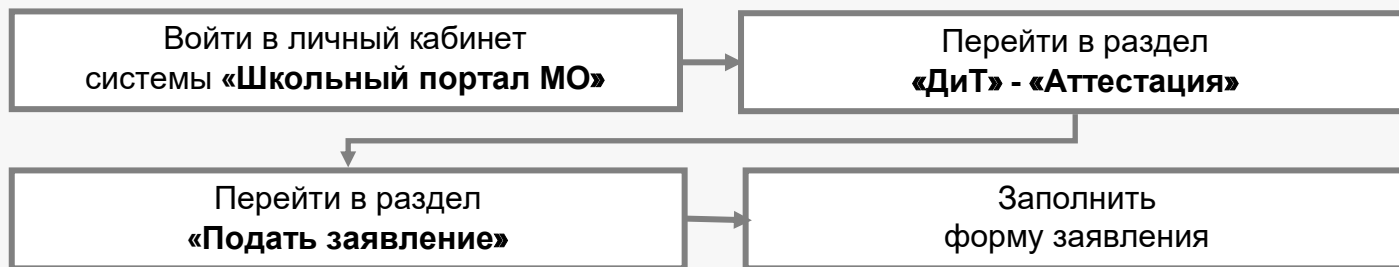 Войти в личный кабинет
системы «Школьный портал МО»
Перейти в раздел
«ДиТ» - «Аттестация»
Перейти в раздел
«Подать заявление»
Заполнить
форму заявления